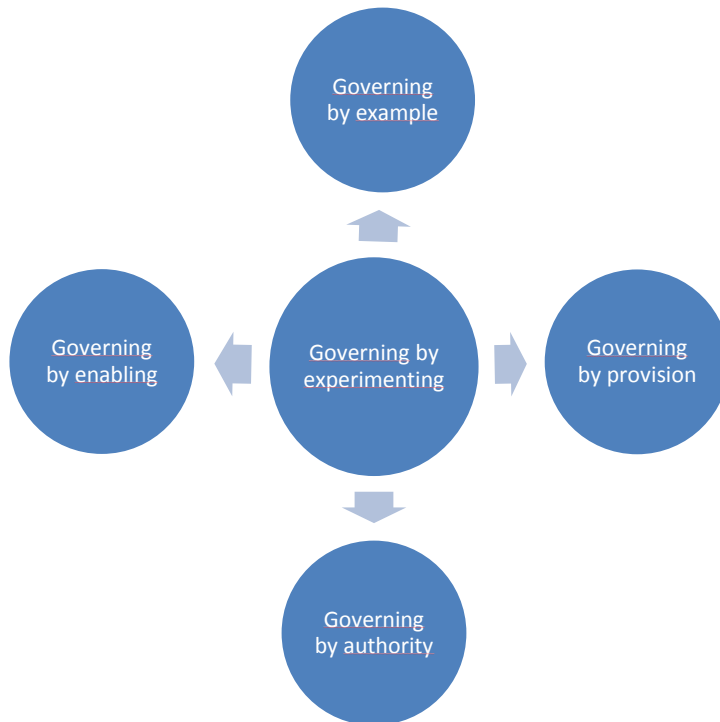 Governing
by example
Governing
by enabling
Governing by
experimenting
Governing
by provision
Governing
by authority